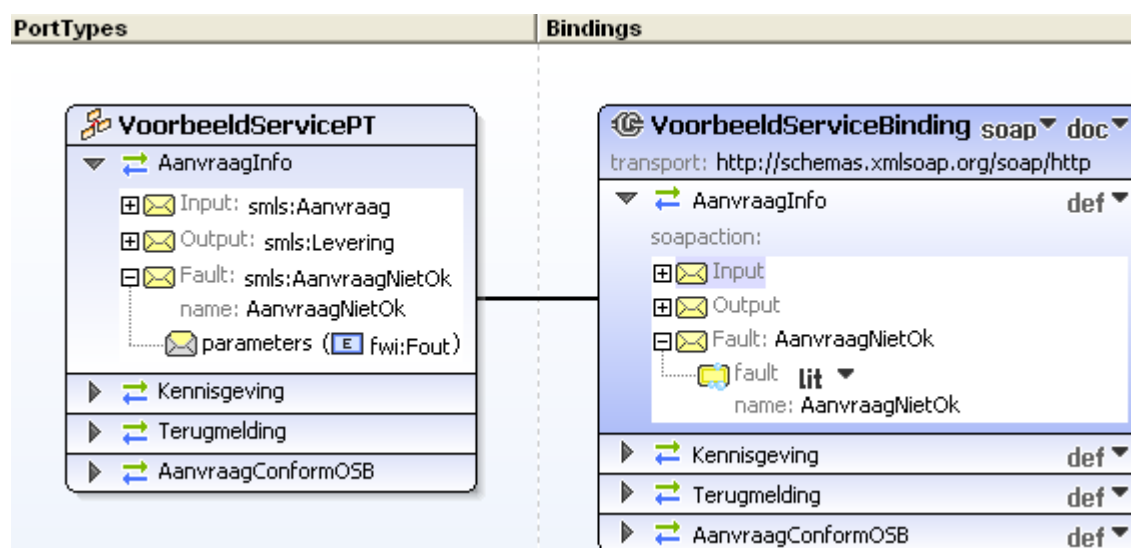 PortTypes
Bindings
VoorbeeldServicePT
AanvraagInfo
Input: smls:Aanvraag
Output: smls:Levering
Fault: smls:AanvraagNietOk
name: AanvraagNietOk
parameters (E fwi:Fout)
Kennisgeving
Terugmelding
AanvraagConformOSB
VoorbeeldServiceBinding soap doc
transport: http://schemas.xmlsoap.org/soap/http
AanvraagInfo def
soapaction:
Input
Output
Fault: AanvraagNietOk
fault lit
name: AanvraagNietOk
Kennisgeving def
Terugmelding def
AanvraagConformOSB def